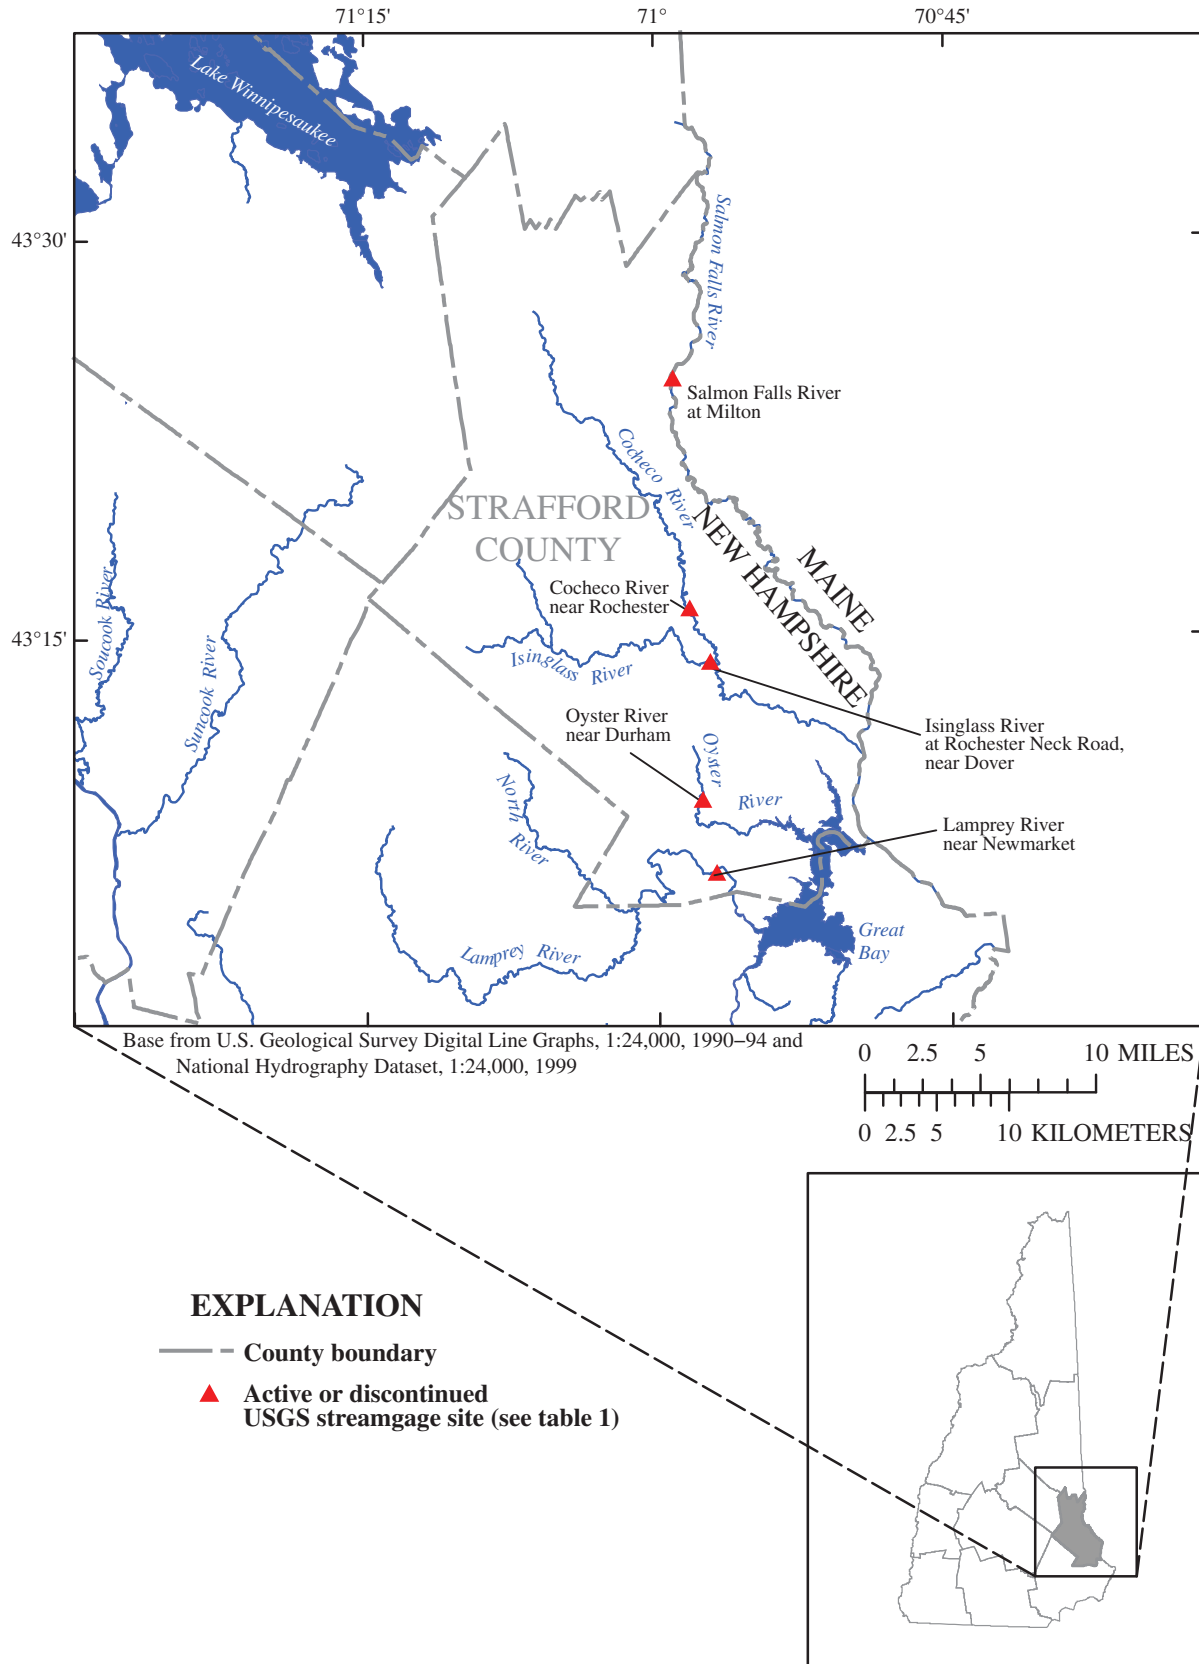 71°15'
71°
70°45'
Lake Winnipesaukee
43°30'
Salmon Falls River
Salmon Falls River
at Milton
Cocheco River
STRAFFORD
COUNTY
NEW HAMPSHIRE
MAINE
Cocheco River
near Rochester
43°15'
Soucook River
Suncook River
Isinglass River
Oyster River
near Durham
Isinglass River
at Rochester Neck Road,
near Dover
Oyster
River
North
River
Lamprey River
near Newmarket
Lamprey River
Great
Bay
Base from U.S. Geological Survey Digital Line Graphs, 1:24,000, 1990–94 and
National Hydrography Dataset, 1:24,000, 1999
0 2.5 5 10 MILES
0 2.5 5 10 KILOMETERS
EXPLANATION
County boundary
Active or discontinued
USGS streamgage site (see table 1)